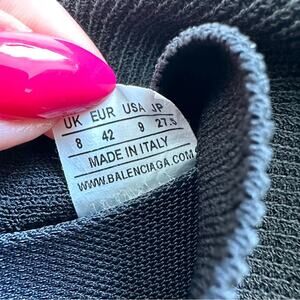 UK EUR USA JP
8 42 9 27.5
MADE IN ITALY
WWW.BALENCIAGA.COM